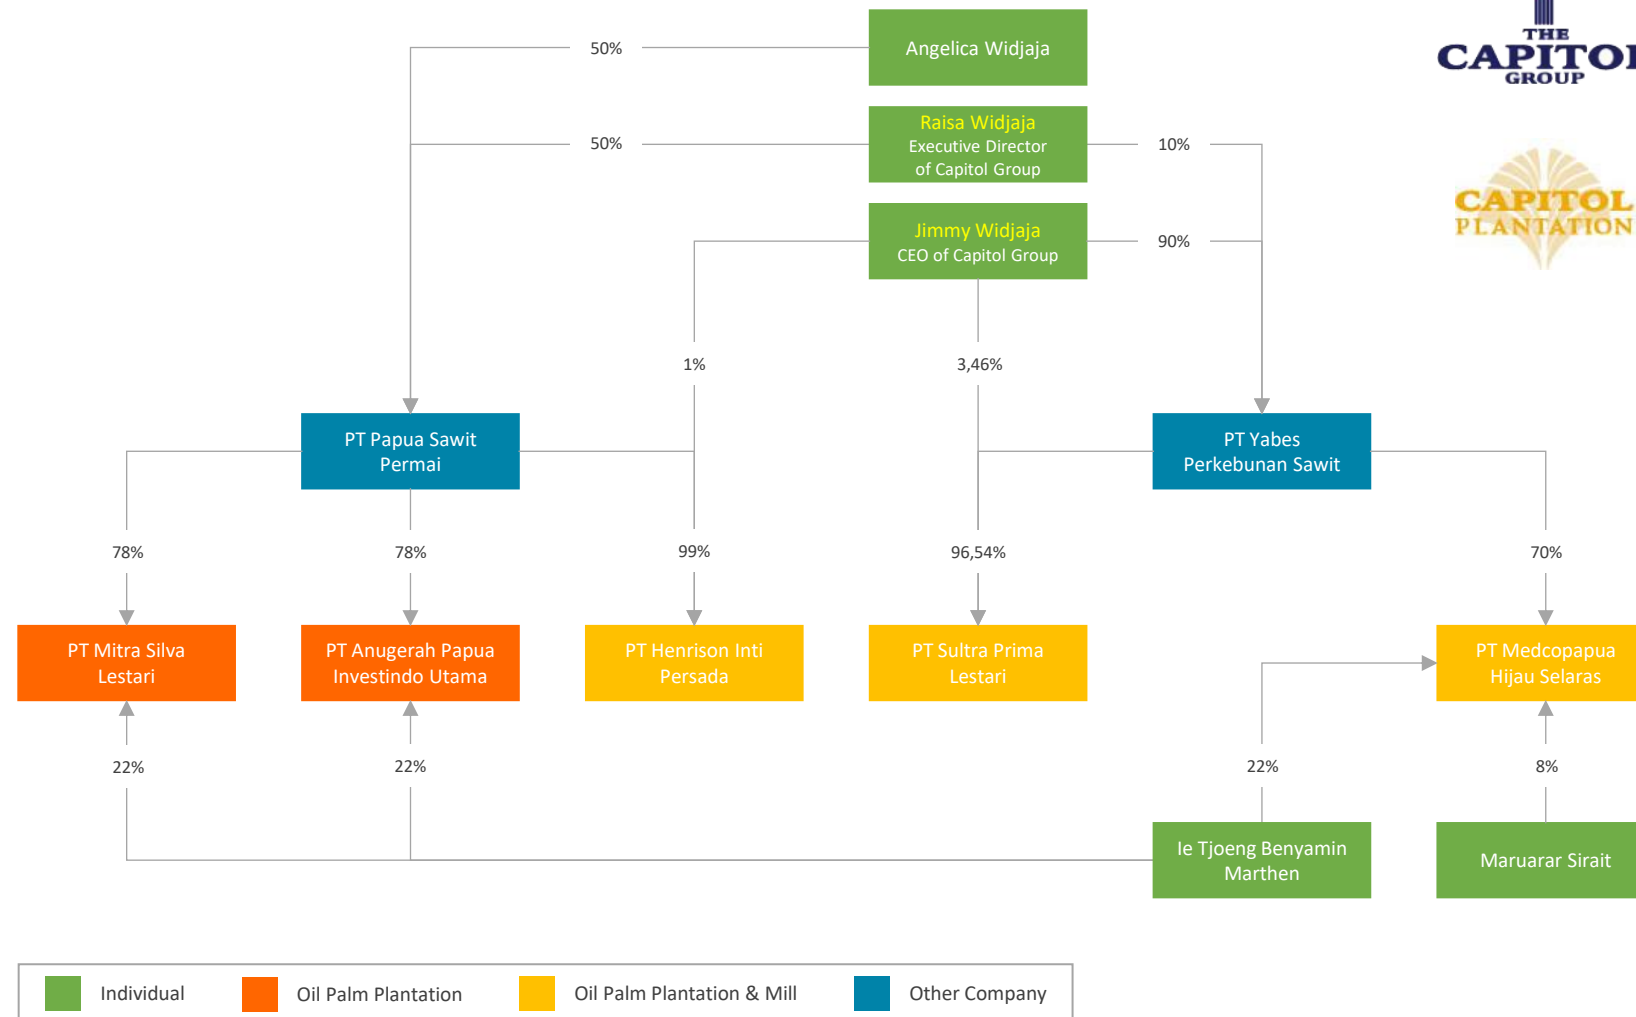 THE
CAPITOL
GROUP
CAPITOL
PLANTATION
Angelica Widjaja
50%
Raisa Widjaja
Executive Director
of Capitol Group
50%
10%
Jimmy Widjaja
CEO of Capitol Group
90%
1%
3,46%
PT Papua Sawit
Permai
PT Yabes
Perkebunan Sawit
78%
78%
99%
96,54%
70%
PT Mitra Silva
Lestari
PT Anugerah Papua
Investindo Utama
PT Henrison Inti
Persada
PT Sultra Prima
Lestari
PT Medcopapua
Hijau Selaras
22%
22%
22%
8%
Ie Tjoeng Benyamin
Marthen
Maruarar Sirait
Individual
Oil Palm Plantation
Oil Palm Plantation & Mill
Other Company